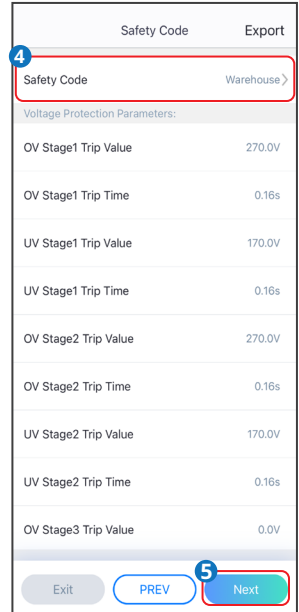 Safety Code Export
4
Safety Code Warehouse >
Voltage Protection Parameters:
OV Stage1 Trip Value 270.0V
OV Stage1 Trip Time 0.16s
UV Stage1 Trip Value 170.0V
UV Stage1 Trip Time 0.16s
OV Stage2 Trip Value 270.0V
OV Stage2 Trip Time 0.16s
UV Stage2 Trip Value 170.0V
UV Stage2 Trip Time 0.16s
OV Stage3 Trip Value 0.0V
5
Exit PREV Next